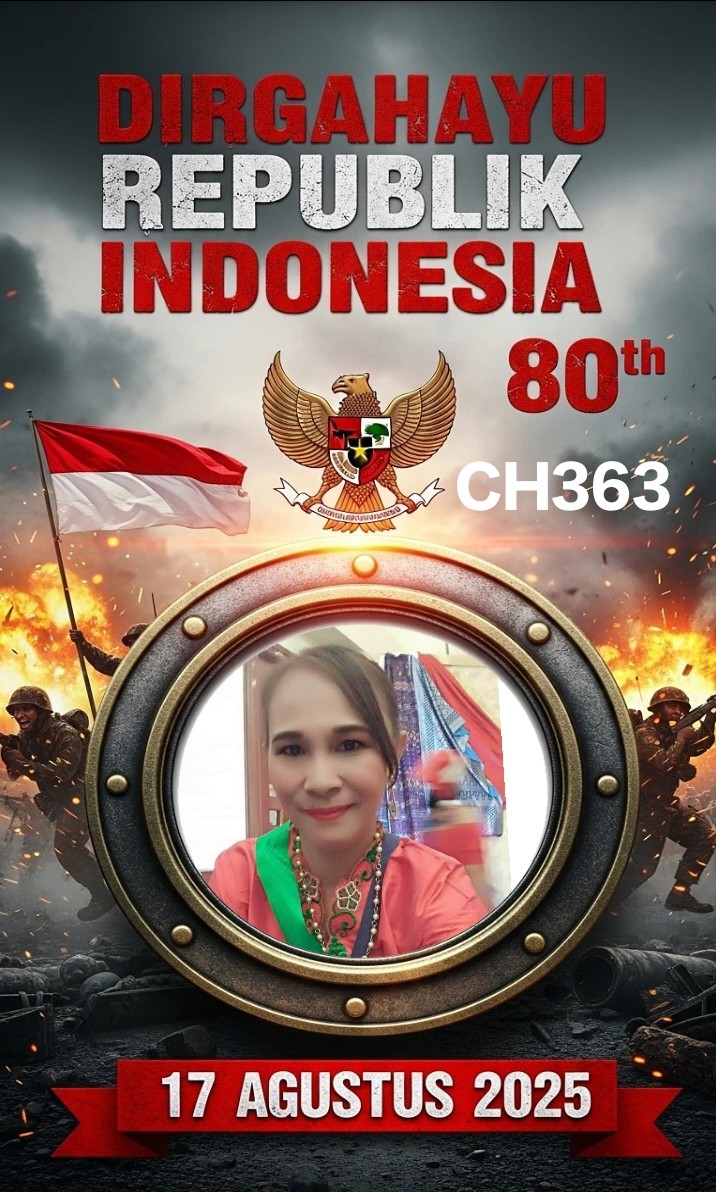 DIRGAHAYU
REPUBLIK
INDONESIA
80th
CH363
17 AGUSTUS 2025